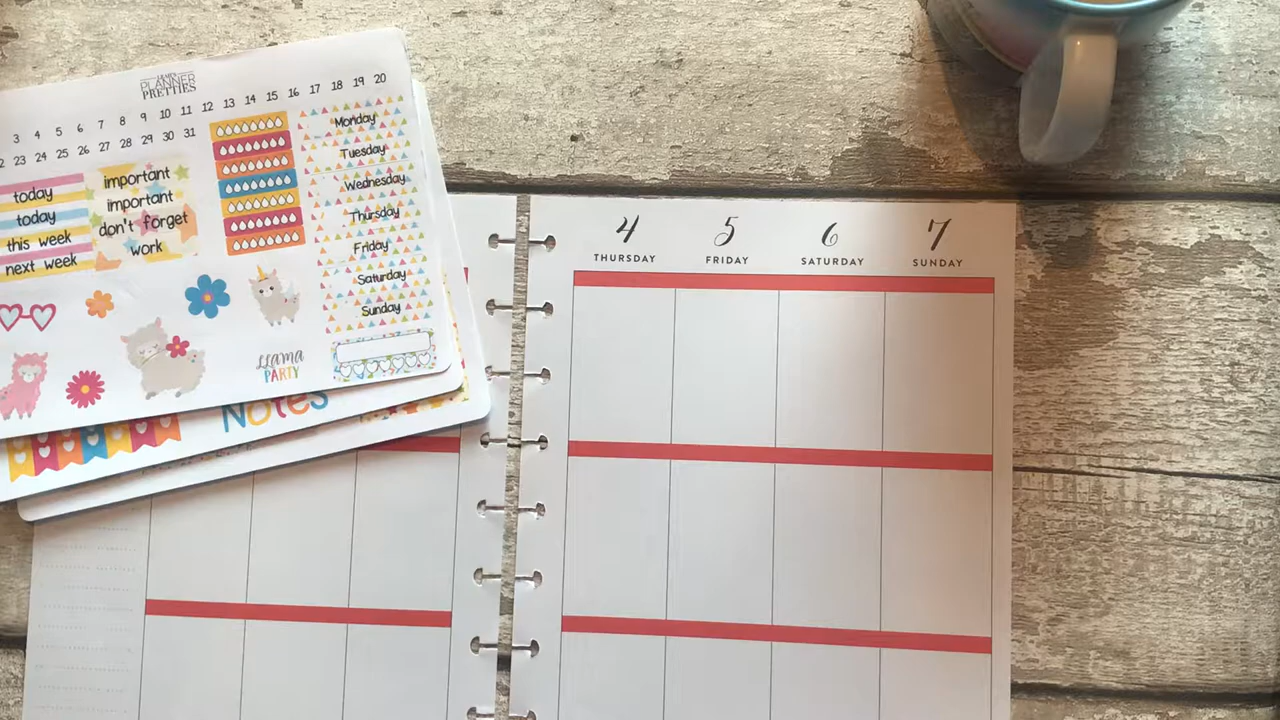 PLANNER
PRETTIES
3 4 5 6 7 8 9 10 11 12 13 14 15 16 17 18 19 20
23 24 25 26 27 28 29 30 31
today
today
this week
next week
important
important
don't forget
work
Monday
Tuesday
Wednesday
Thursday
Friday
Saturday
Sunday
LLAMA
PARTY
NOTES
4 5 6 7
THURSDAY FRIDAY SATURDAY SUNDAY